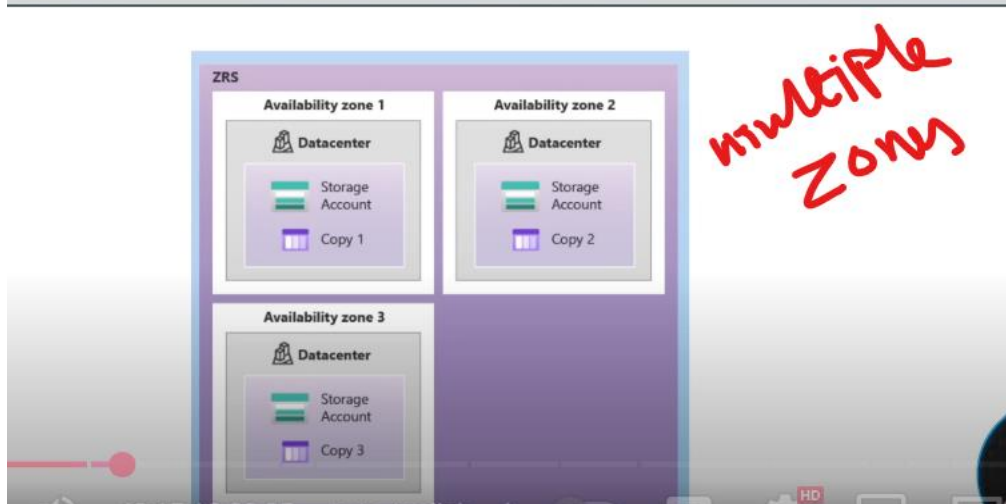 ZRS
Availability zone 1
Datacenter
Storage
Account
Copy 1
Availability zone 2
Datacenter
Storage
Account
Copy 2
multiple
zones
Availability zone 3
Datacenter
Storage
Account
Copy 3
HD